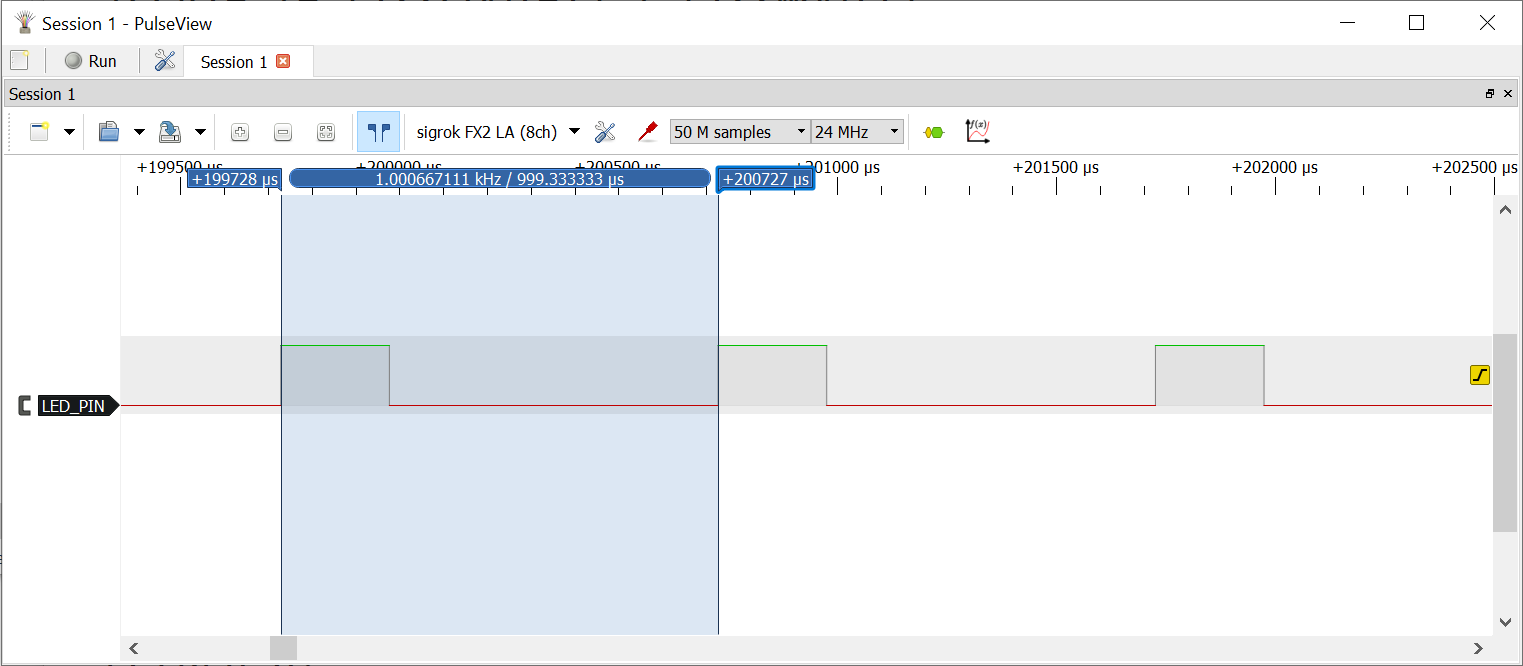 Session 1 - PulseView
Run
Session 1
Session 1
sigrok FX2 LA (8ch)
50 M samples
24 MHz
f(x)
+199500 µs +200000 µs +200500 µs +201000 µs +201500 µs +202000 µs +202500 µs
+199728 µs 1.000667111 kHz / 999.333333 µs +200727 µs
LED_PIN